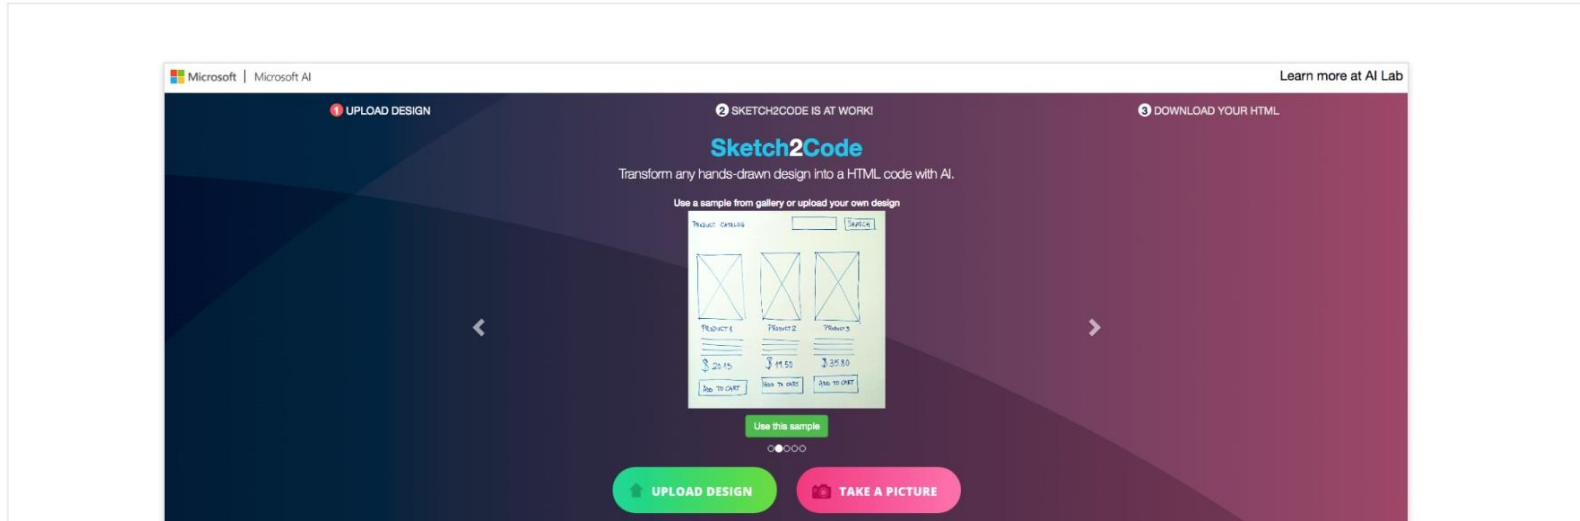 Microsoft | Microsoft AI
Learn more at AI Lab
1 UPLOAD DESIGN
2 SKETCH2CODE IS AT WORK!
3 DOWNLOAD YOUR HTML
Sketch2Code
Transform any hands-drawn design into a HTML code with AI.
Use a sample from gallery or upload your own design
PRODUCT CATALOG
SEARCH
PRODUCT 1 PRODUCT 2 PRODUCT 3
$ 20.15 $ 19.50 $ 35.80
ADD TO CART ADD TO CART ADD TO CART
Use this sample
UPLOAD DESIGN
TAKE A PICTURE